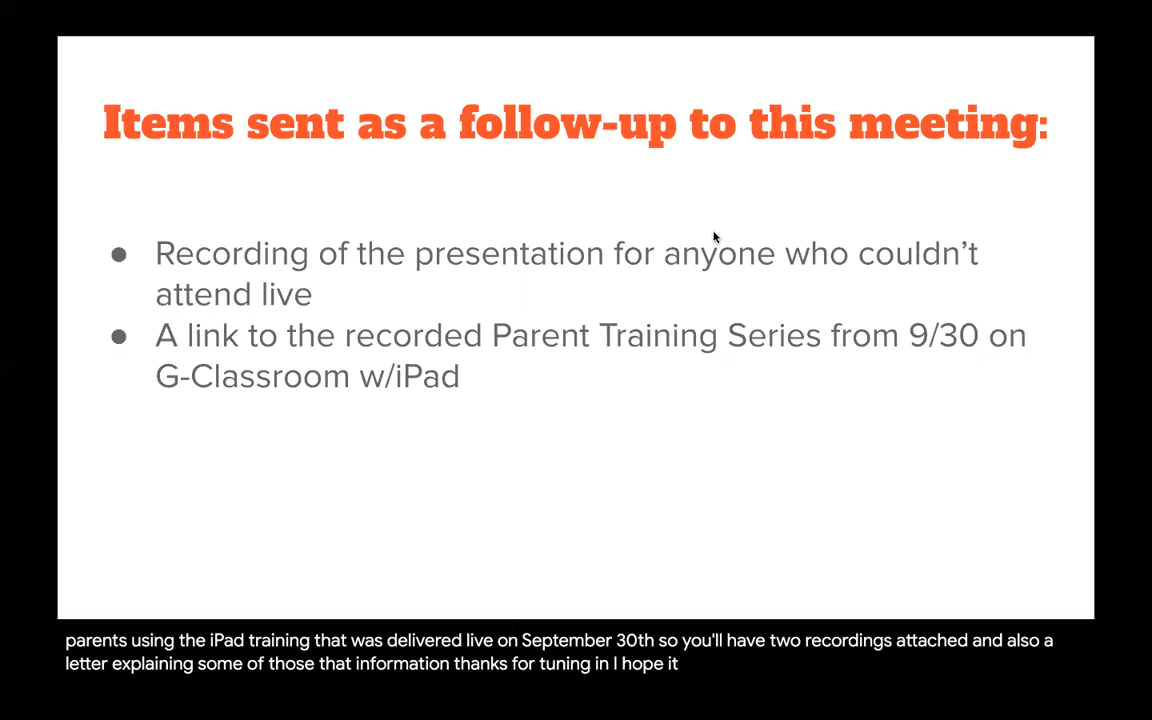 Items sent as a follow-up to this meeting:
● Recording of the presentation for anyone who couldn’t
attend live
● A link to the recorded Parent Training Series from 9/30 on
G-Classroom w/iPad
parents using the iPad training that was delivered live on September 30th so you'll have two recordings attached and also a
letter explaining some of those that information thanks for tuning in I hope it